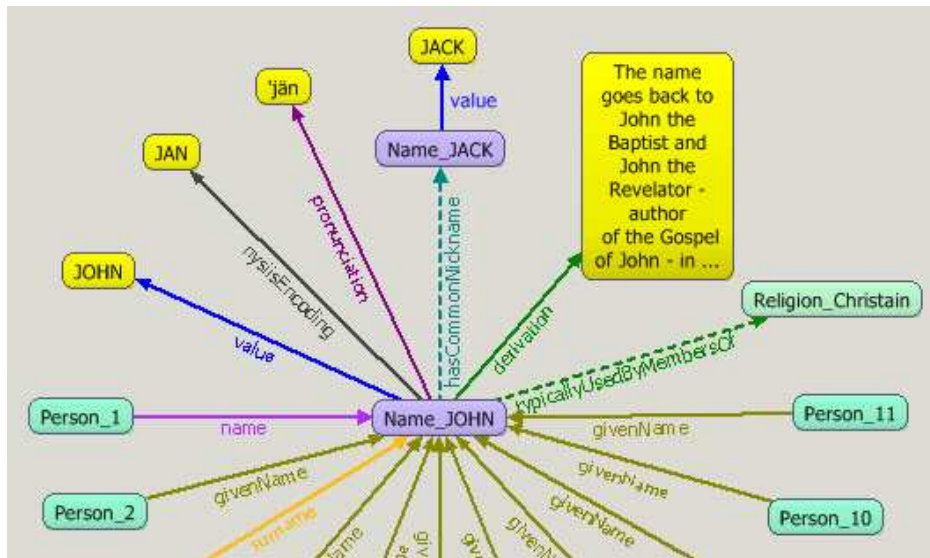 JACK
'jän
value
The name
goes back to
John the
Baptist and
John the
Revelator -
author
of the Gospel
of John - in ...
JAN
Name_JACK
pronunciation
JOHN
nysiisEncoding
hasCommonNickname
derivation
Religion_Christain
value
typicallyUsedByMembersOf
Person_1
name
Name_JOHN
givenName
Person_11
givenName
givenName
Person_2
surname
Name
giv
givenName
givenName
Person_10